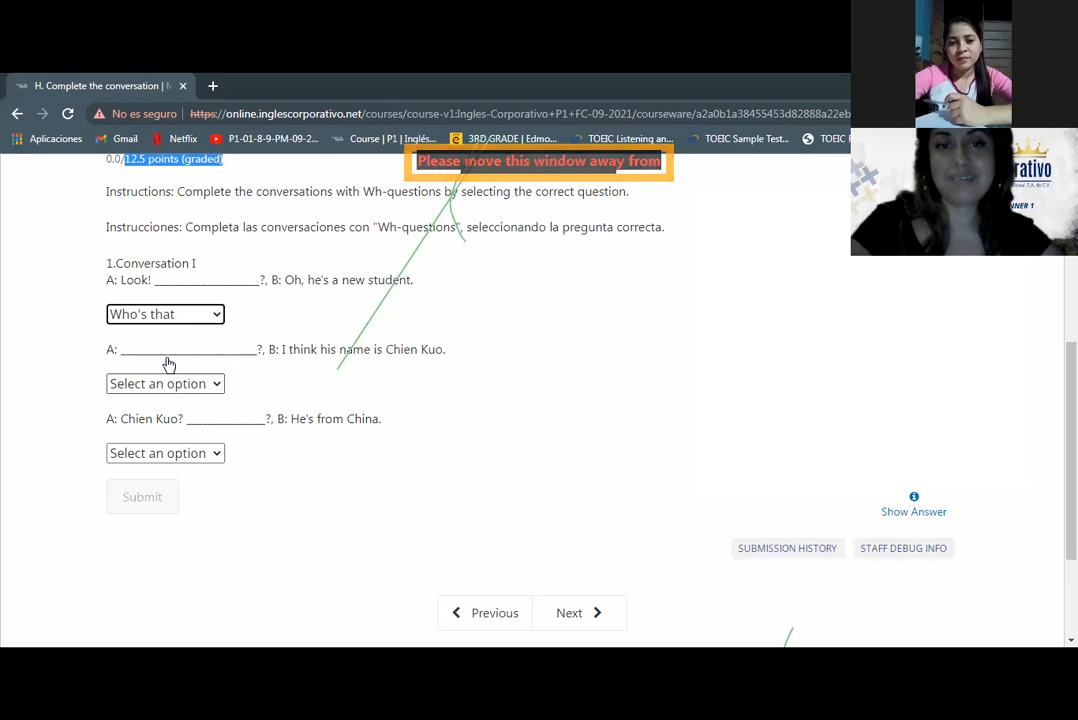 H. Complete the conversation |
No es seguro https://online.inglescorporativo.net/courses/course-v1:Ingles-Corporativo+P1+FC-09-2021/courseware/a2a0b1a38455453d82888a22eb
Aplicaciones Gmail Netflix P1-01-8-9-PM-09-2... Course | P1 | Inglés... 3RD GRADE | Edmo... TOEIC Listening an... TOEIC Sample Test... TOEIC
0.0/12.5 points (graded)
Please move this window away from
Instructions: Complete the conversations with Wh-questions by selecting the correct question.
Instrucciones: Completa las conversaciones con "Wh-questions", seleccionando la pregunta correcta.
1.Conversation I
A: Look! ____________________?, B: Oh, he's a new student.
Who's that
A: __________________________?, B: I think his name is Chien Kuo.
Select an option
A: Chien Kuo? _______________?, B: He's from China.
Select an option
Submit
Show Answer
SUBMISSION HISTORY STAFF DEBUG INFO
Previous Next